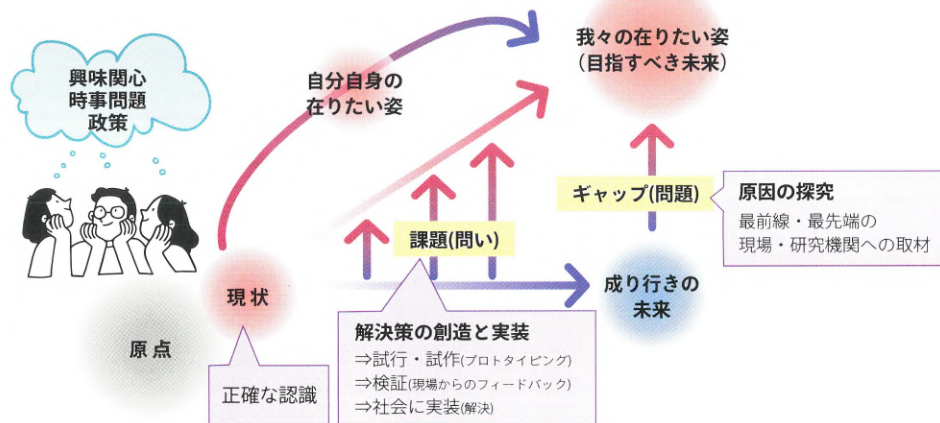 興味関心
時事問題
政策
自分自身の
在りたい姿
我々の在りたい姿
（目指すべき未来）
ギャップ(問題)
原因の探究
最前線・最先端の
現場・研究機関への取材
課題(問い)
現状
成り行きの
未来
原点
正確な認識
解決策の創造と実装
⇒試行・試作(プロトタイピング)
⇒検証(現場からのフィードバック)
⇒社会に実装(解決)